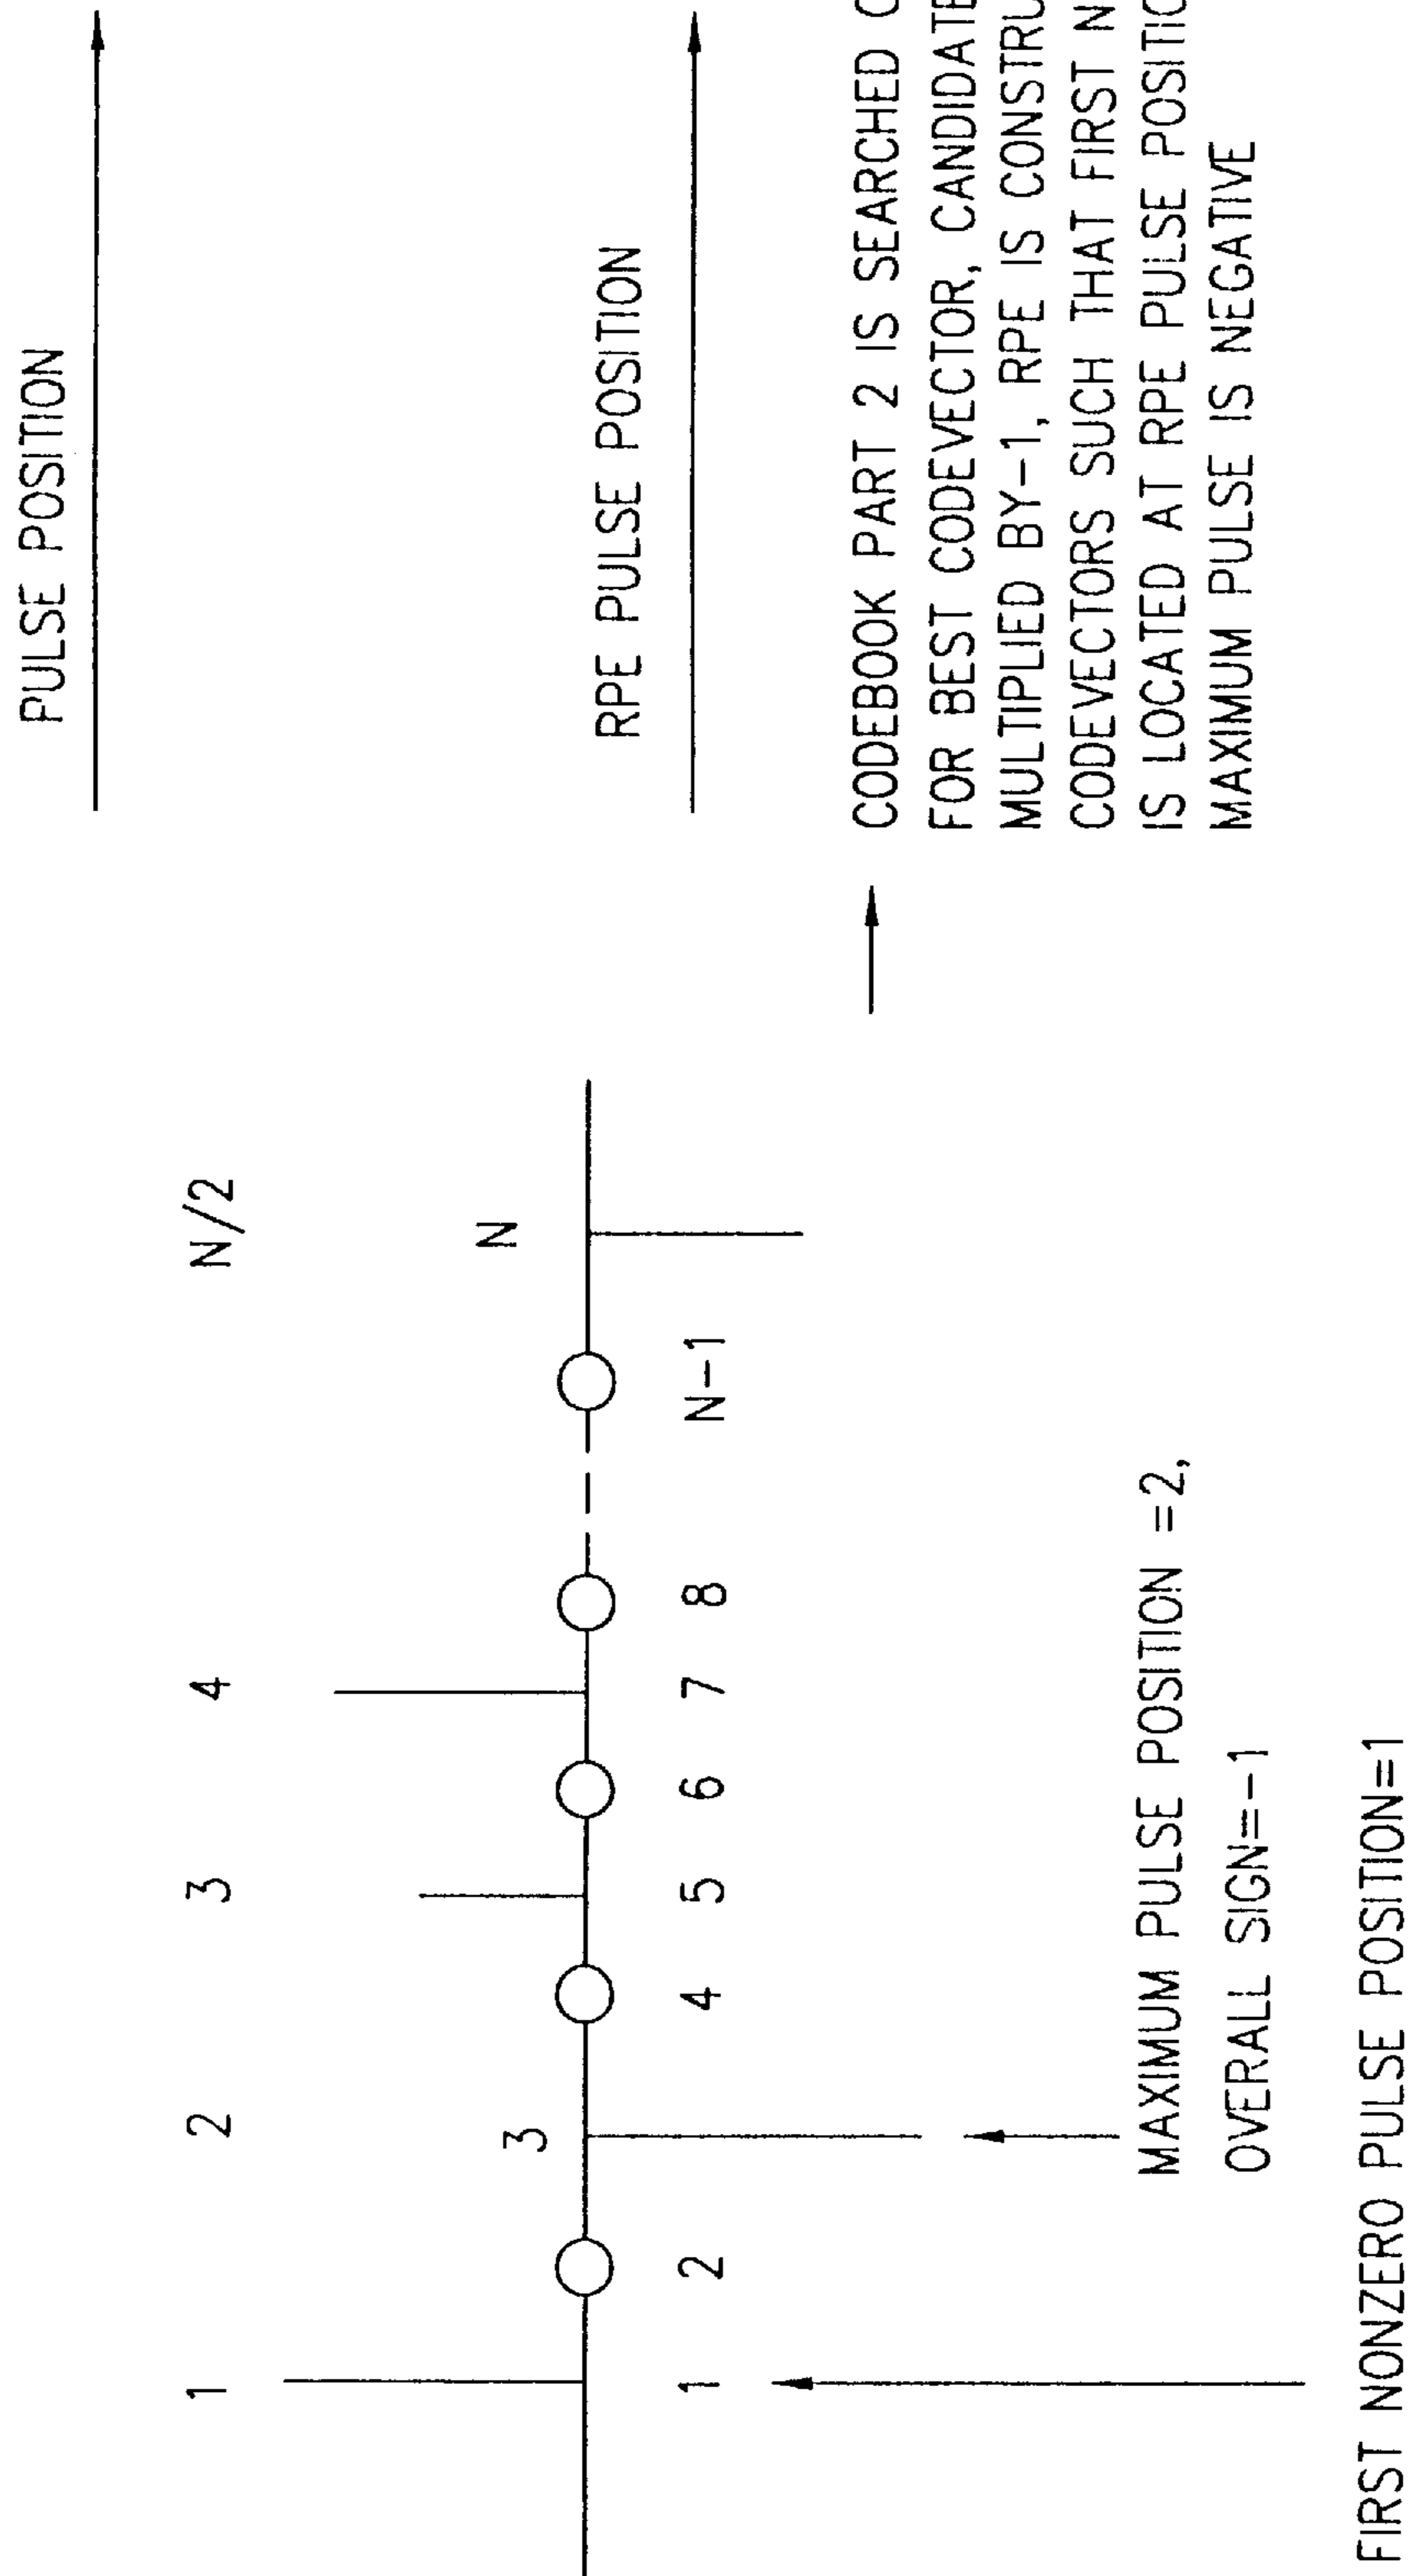 PULSE POSITION
1 2 3 4 N/2
3 N
RPE PULSE POSITION
1 2 4 5 6 7 8 N-1
CODEBOOK PART 2 IS SEARCHED
FOR BEST CODEVECTOR, CANDIDATE
MULTIPLIED BY-1, RPE IS CONSTRU
CODEVECTORS SUCH THAT FIRST N
IS LOCATED AT RPE PULSE POSITI
MAXIMUM PULSE IS NEGATIVE
MAXIMUM PULSE POSITION =2,
OVERALL SIGN=-1
FIRST NONZERO PULSE POSITION=1